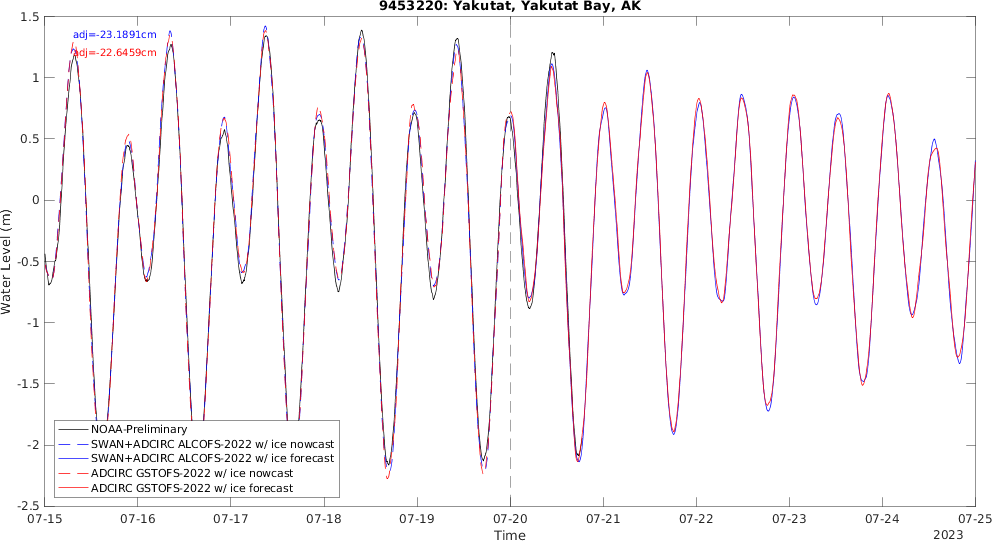 9453220: Yakutat, Yakutat Bay, AK
adj=-23.1891cm
adj=-22.6459cm
Water Level (m)
1.5
1
0.5
0
-0.5
-1
-1.5
-2
-2.5
NOAA-Preliminary
SWAN+ADCIRC ALCOFS-2022 w/ ice nowcast
SWAN+ADCIRC ALCOFS-2022 w/ ice forecast
ADCIRC GSTOFS-2022 w/ ice nowcast
ADCIRC GSTOFS-2022 w/ ice forecast
07-15 07-16 07-17 07-18 07-19 07-20 07-21 07-22 07-23 07-24 07-25
Time
2023